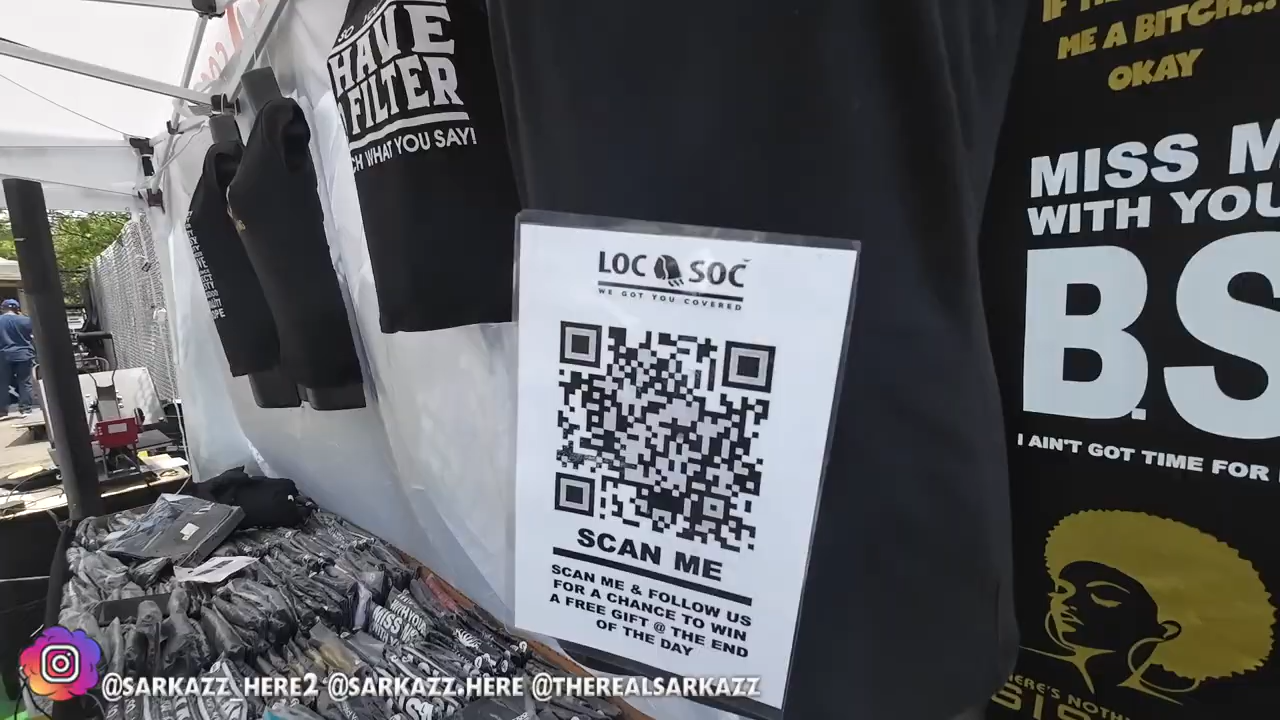 HAVE
FILTER
WHAT YOU SAY!
LOC SOC
WE GOT YOU COVERED
SCAN ME
SCAN ME & FOLLOW US
FOR A CHANCE TO WIN
A FREE GIFT @ THE END
OF THE DAY
ME A BITCH...
OKAY
MISS
WITH YOU
B.S
I AIN'T GOT TIME FOR
@SARKAZZ_HERE2 @SARKAZZ.HERE @THEREALSARKAZZ